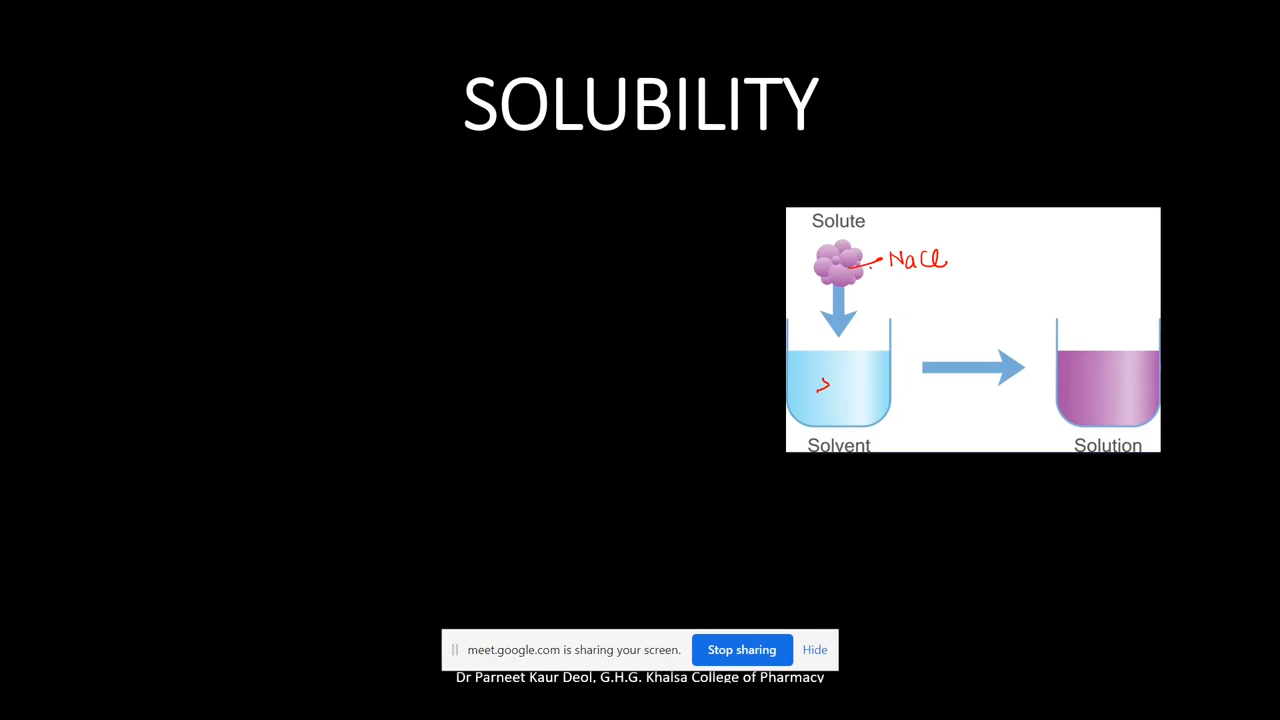 SOLUBILITY
Solute
NaCl
Solvent
Solution
meet.google.com is sharing your screen.
Stop sharing
Hide
Dr Parneet Kaur Deol, G.H.G. Khalsa College of Pharmacy